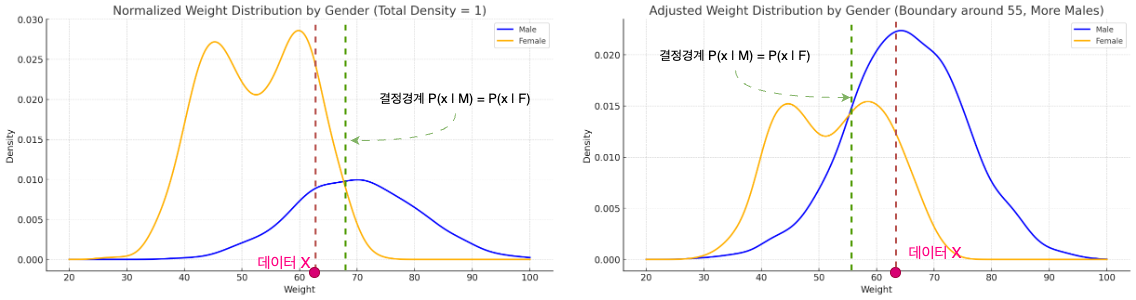 Normalized Weight Distribution by Gender (Total Density = 1)
0.030
0.025
0.020
0.015
0.010
0.005
0.000
Density
20
30
40
50
60
70
80
90
100
Weight
Male
Female
결정경계 P(x | M) = P(x | F)
데이터 X
Adjusted Weight Distribution by Gender (Boundary around 55, More Males)
0.020
0.015
0.010
0.005
0.000
Density
20
30
40
50
60
70
80
90
100
Weight
Male
Female
결정경계 P(x | M) = P(x | F)
데이터 X